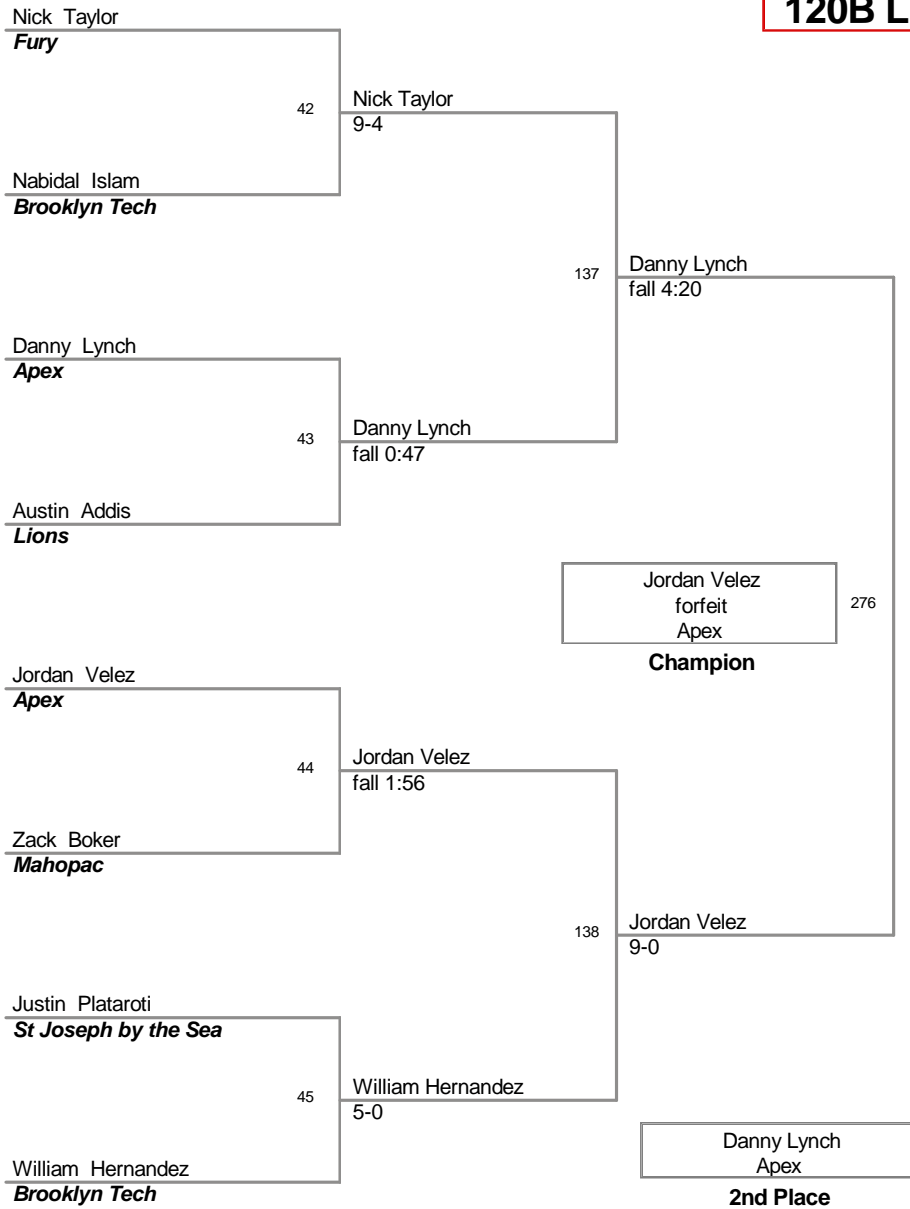 120B L
Nick Taylor
Fury
42
Nick Taylor
9-4
Nabidal Islam
Brooklyn Tech
137
Danny Lynch
fall 4:20
Danny Lynch
Apex
43
Danny Lynch
fall 0:47
Austin Addis
Lions
Jordan Velez
forfeit
Apex
276
Champion
Jordan Velez
Apex
44
Jordan Velez
fall 1:56
Zack Boker
Mahopac
138
Jordan Velez
9-0
Justin Plataroti
St Joseph by the Sea
45
William Hernandez
5-0
William Hernandez
Brooklyn Tech
Danny Lynch
Apex
2nd Place